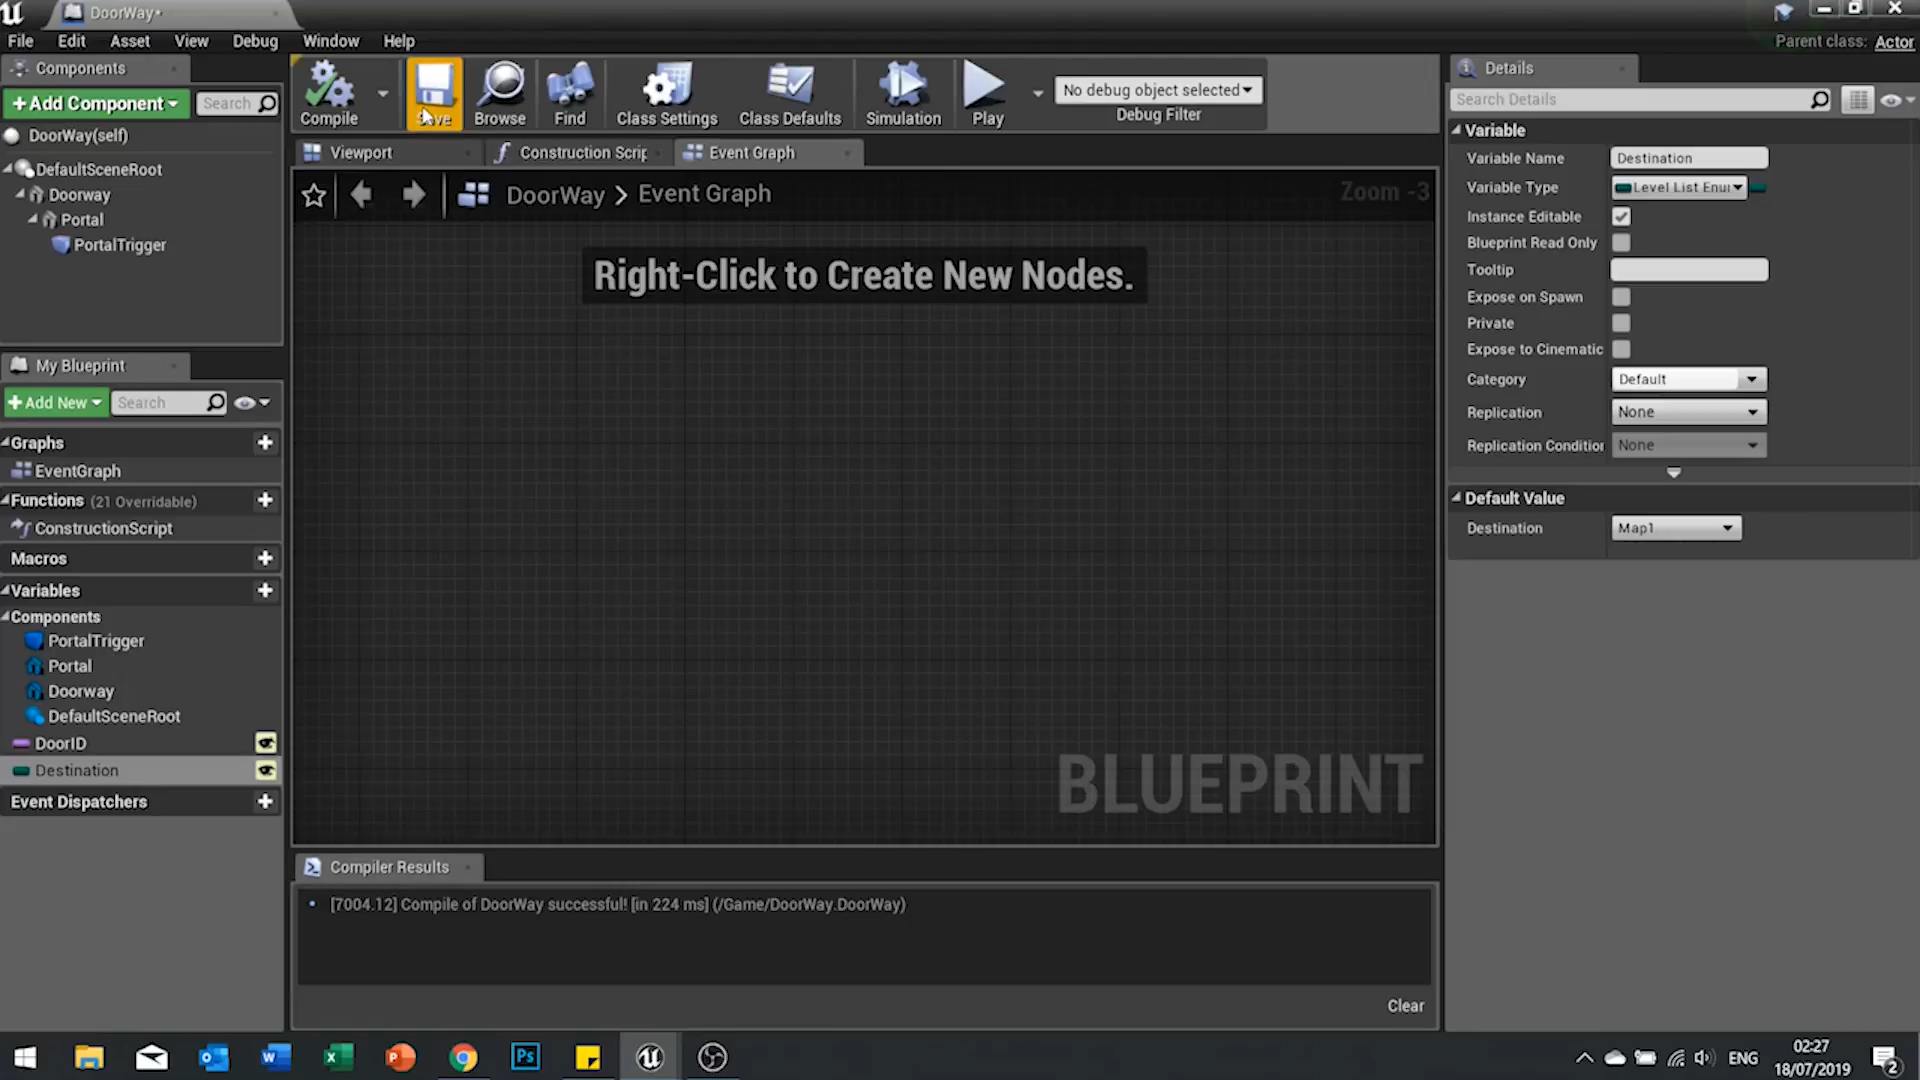 DoorWay*
File Edit Asset View Debug Window Help
Parent class: Actor
Components
+Add Component
Search
DoorWay(self)
DefaultSceneRoot
Doorway
Portal
PortalTrigger
My Blueprint
+Add New
Search
Graphs
EventGraph
Functions (21 Overridable)
ConstructionScript
Macros
Variables
Components
PortalTrigger
Portal
Doorway
DefaultSceneRoot
DoorID
Destination
Event Dispatchers
Compile
Save
Browse
Find
Class Settings
Class Defaults
Simulation
Play
No debug object selected
Debug Filter
Viewport
Construction Scrip
Event Graph
DoorWay > Event Graph
Zoom -3
Right-Click to Create New Nodes.
BLUEPRINT
Compiler Results
[7004.12] Compile of DoorWay successful! [in 224 ms] (/Game/DoorWay.DoorWay)
Clear
Details
Search Details
Variable
Variable Name Destination
Variable Type Level List Enu
Instance Editable
Blueprint Read Only
Tooltip
Expose on Spawn
Private
Expose to Cinematic
Category Default
Replication None
Replication Condition None
Default Value
Destination Map1
ENG
02:27
18/07/2019
2